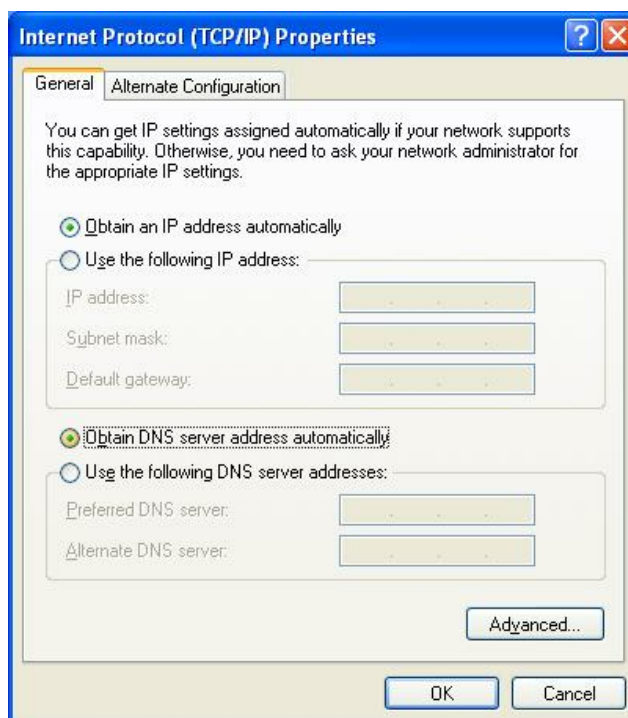 Internet Protocol (TCP/IP) Properties
General
Alternate Configuration
You can get IP settings assigned automatically if your network supports
this capability. Otherwise, you need to ask your network administrator for
the appropriate IP settings.
Obtain an IP address automatically
Use the following IP address:
IP address:
Subnet mask:
Default gateway:
Obtain DNS server address automatically
Use the following DNS server addresses:
Preferred DNS server:
Alternate DNS server:
Advanced...
OK
Cancel